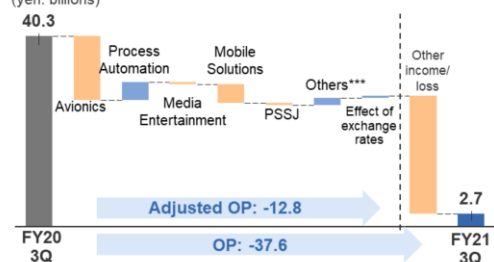 (yen: billions)
40.3
Process
Automation
Mobile
Solutions
Other
income/
loss
Avionics
Media
Entertainment
PSSJ
Others***
Effect of
exchange
rates
Adjusted OP: -12.8
2.7
OP: -37.6
FY20
3Q
FY21
3Q